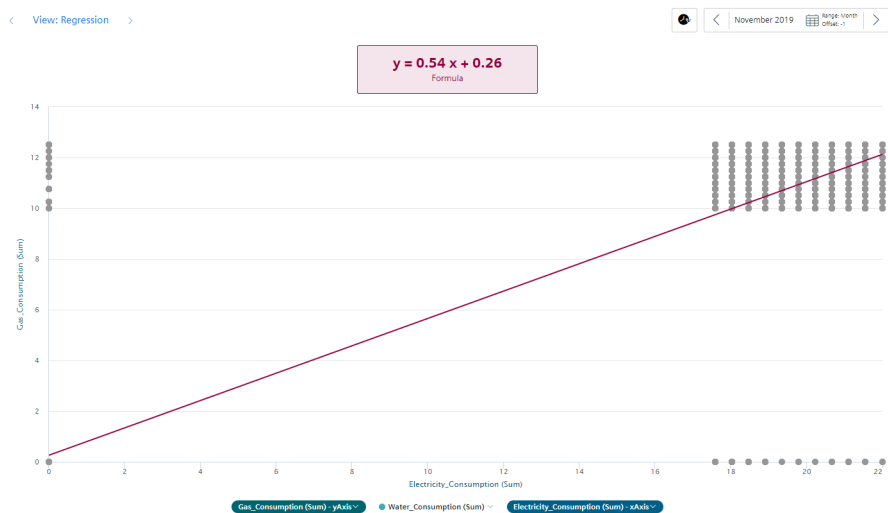 View: Regression
November 2019
Range: Month
Offset: -1
y = 0.54 x + 0.26
Formula
14
12
10
8
6
4
2
0
Gas_Consumption (Sum)
0
2
4
6
8
10
12
14
16
18
20
22
Electricity_Consumption (Sum)
Gas_Consumption (Sum) - yAxis
Water_Consumption (Sum)
Electricity_Consumption (Sum) - xAxis